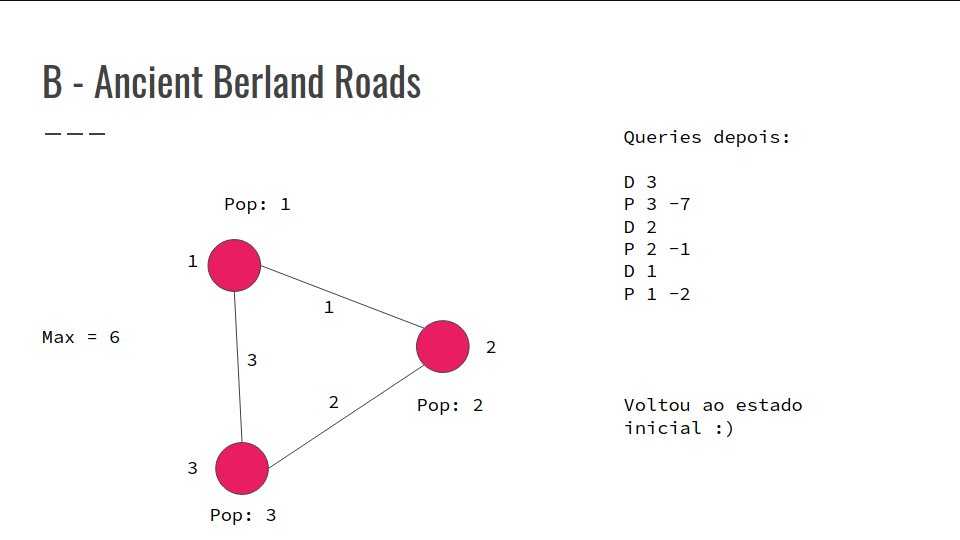 B - Ancient Berland Roads
Queries depois:
D 3
P 3 -7
D 2
P 2 -1
D 1
P 1 -2
Pop: 1
1
1
Max = 6
3
2
2
Pop: 2
3
Pop: 3
Voltou ao estado
inicial :)